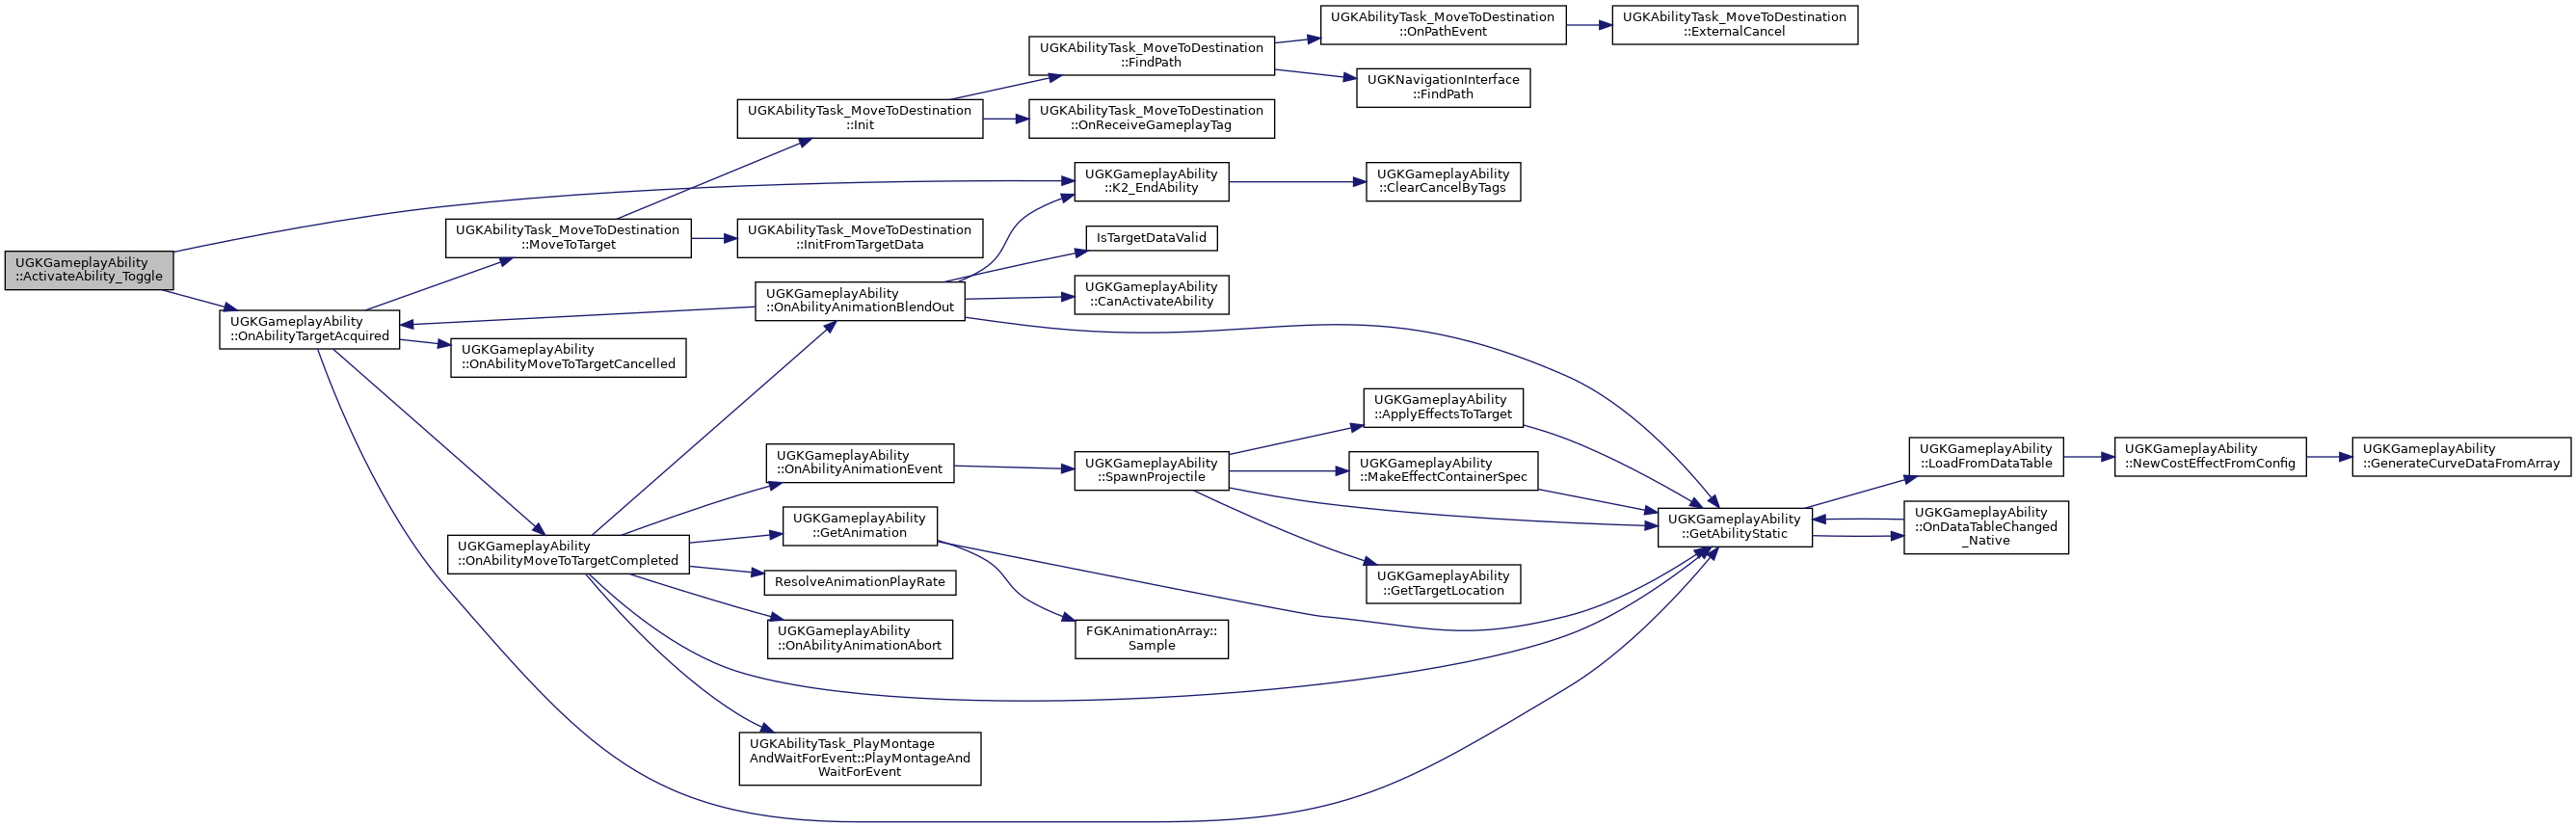 UGKGameplayAbility
::ActivateAbility_Toggle
UGKGameplayAbility
::OnAbilityTargetAcquired
UGKAbilityTask_MoveToDestination
::MoveToTarget
UGKGameplayAbility
::OnAbilityMoveToTargetCancelled
UGKGameplayAbility
::OnAbilityMoveToTargetCompleted
UGKAbilityTask_MoveToDestination
::Init
UGKAbilityTask_MoveToDestination
::InitFromTargetData
UGKGameplayAbility
::OnAbilityAnimationBlendOut
UGKGameplayAbility
::OnAbilityAnimationEvent
UGKGameplayAbility
::GetAnimation
ResolveAnimationPlayRate
UGKGameplayAbility
::OnAbilityAnimationAbort
UGKAbilityTask_PlayMontage
AndWaitForEvent::PlayMontageAnd
WaitForEvent
UGKAbilityTask_MoveToDestination
::FindPath
UGKAbilityTask_MoveToDestination
::OnReceiveGameplayTag
UGKGameplayAbility
::K2_EndAbility
IsTargetDataValid
UGKGameplayAbility
::CanActivateAbility
UGKGameplayAbility
::SpawnProjectile
FGKAnimationArray::
Sample
UGKAbilityTask_MoveToDestination
::OnPathEvent
UGKNavigationInterface
::FindPath
UGKGameplayAbility
::ClearCancelByTags
UGKGameplayAbility
::ApplyEffectsToTarget
UGKGameplayAbility
::MakeEffectContainerSpec
UGKGameplayAbility
::GetTargetLocation
UGKAbilityTask_MoveToDestination
::ExternalCancel
UGKGameplayAbility
::GetAbilityStatic
UGKGameplayAbility
::LoadFromDataTable
UGKGameplayAbility
::OnDataTableChanged
_Native
UGKGameplayAbility
::NewCostEffectFromConfig
UGKGameplayAbility
::GenerateCurveDataFromArray